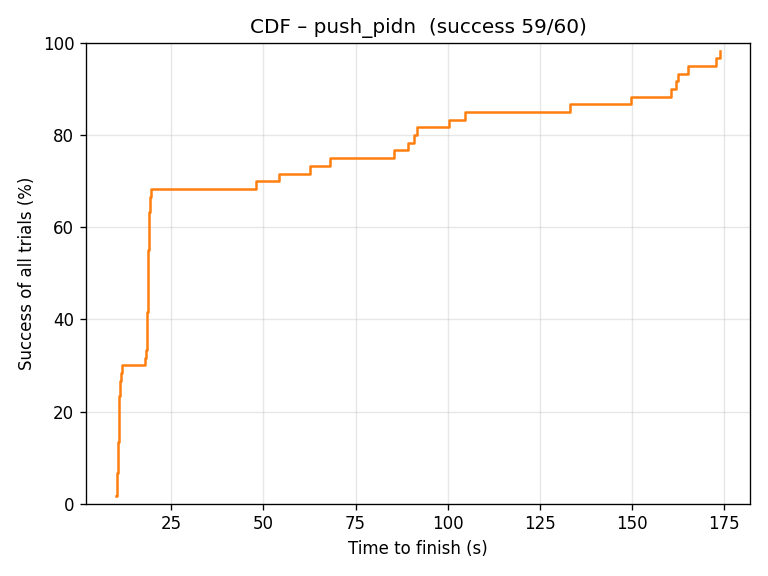 CDF – push_pidn  (success 59/60)
Success of all trials (%)
100
80
60
40
20
0
25 50 75 100 125 150 175
Time to finish (s)